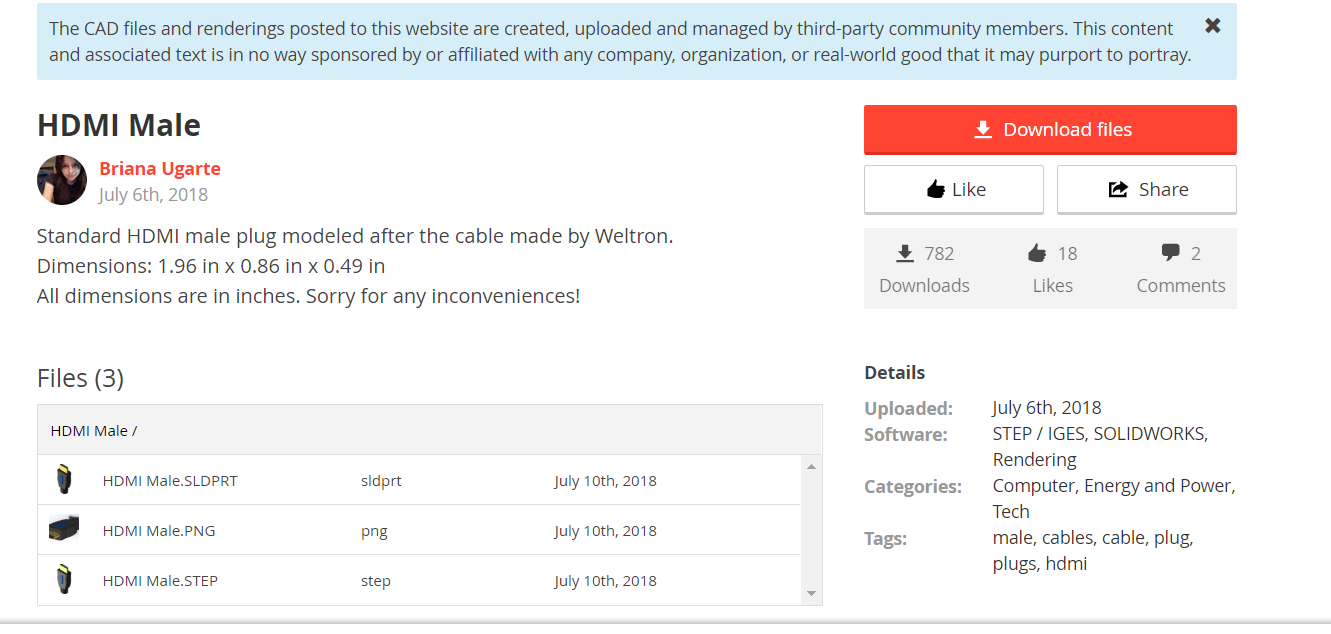 The CAD files and renderings posted to this website are created, uploaded and managed by third-party community members. This content
and associated text is in no way sponsored by or affiliated with any company, organization, or real-world good that it may purport to portray.
HDMI Male
Briana Ugarte
July 6th, 2018
Standard HDMI male plug modeled after the cable made by Weltron.
Dimensions: 1.96 in x 0.86 in x 0.49 in
All dimensions are in inches. Sorry for any inconveniences!
Files (3)
HDMI Male /
HDMI Male.SLDPRT sldprt July 10th, 2018
HDMI Male.PNG png July 10th, 2018
HDMI Male.STEP step July 10th, 2018
Download files
Like Share
782 18 2
Downloads Likes Comments
Details
Uploaded: July 6th, 2018
Software: STEP / IGES, SOLIDWORKS,
Rendering
Categories: Computer, Energy and Power,
Tech
Tags: male, cables, cable, plug,
plugs, hdmi